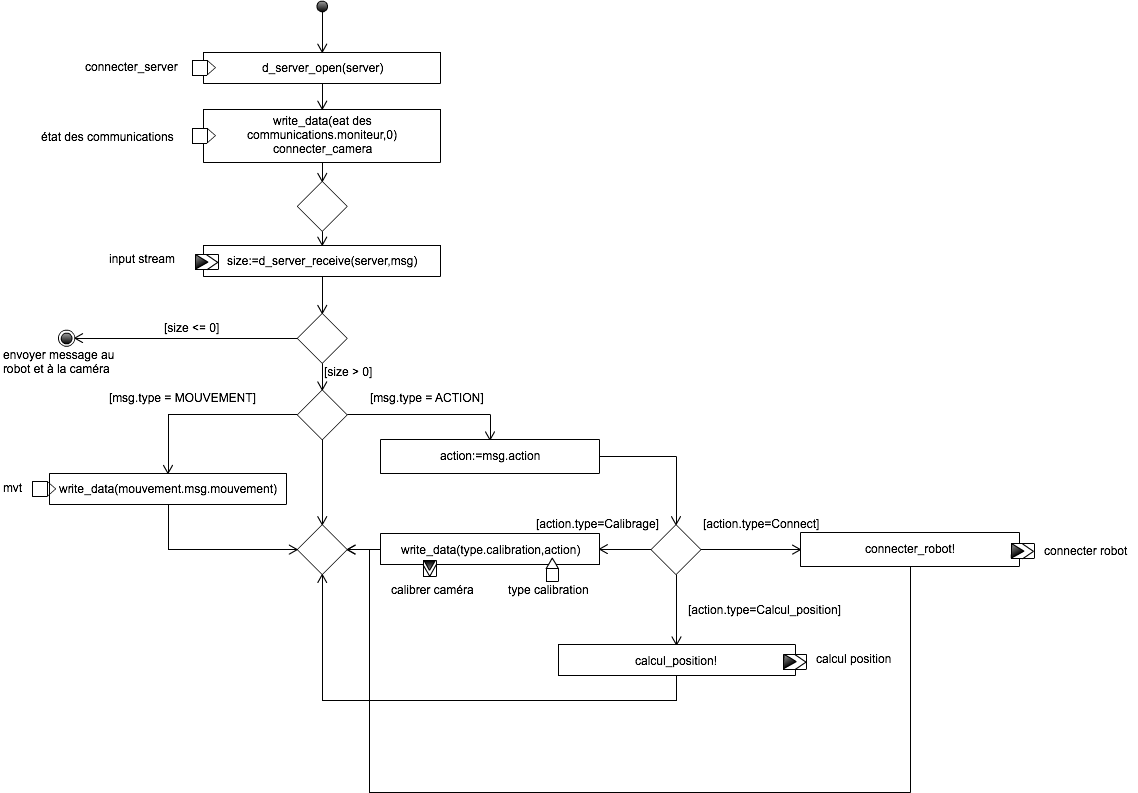 connecter_server
d_server_open(server)
état des communications
write_data(eat des
communications.moniteur,0)
connecter_camera
input stream
size:=d_server_receive(server,msg)
[size <= 0]
envoyer message au
robot et à la caméra
[size > 0]
[msg.type = MOUVEMENT]
[msg.type = ACTION]
action:=msg.action
mvt
write_data(mouvement.msg.mouvement)
[action.type=Calibrage]
[action.type=Connect]
write_data(type.calibration,action)
connecter_robot!
connecter robot
calibrer caméra
type calibration
[action.type=Calcul_position]
calcul_position!
calcul position